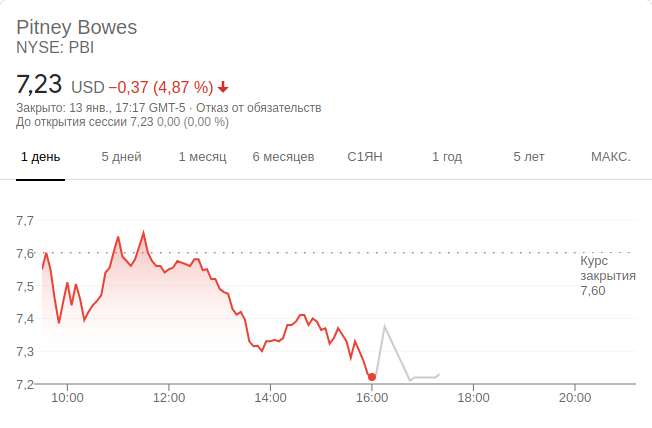 Pitney Bowes
NYSE: PBI
7,23 USD −0,37 (4,87 %)
Закрыто: 13 янв., 17:17 GMT-5 · Отказ от обязательств
До открытия сессии 7,23 0,00 (0,00 %)
1 день 5 дней 1 месяц 6 месяцев С1ЯН 1 год 5 лет МАКС.
7,7
7,6
Курс
закрытия
7,5
7,60
7,4
7,3
7,2
10:00 12:00 14:00 16:00 18:00 20:00